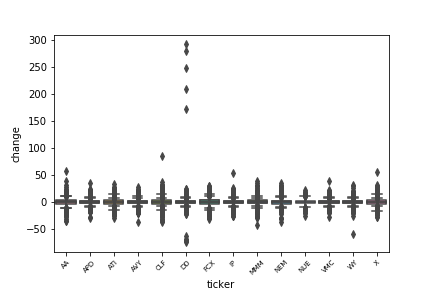 300
250
200
150
100
50
0
−50
change
AA
APD
ATI
AVY
CLF
DD
FCX
IP
MMM
NEM
NUE
VMC
WY
X
ticker